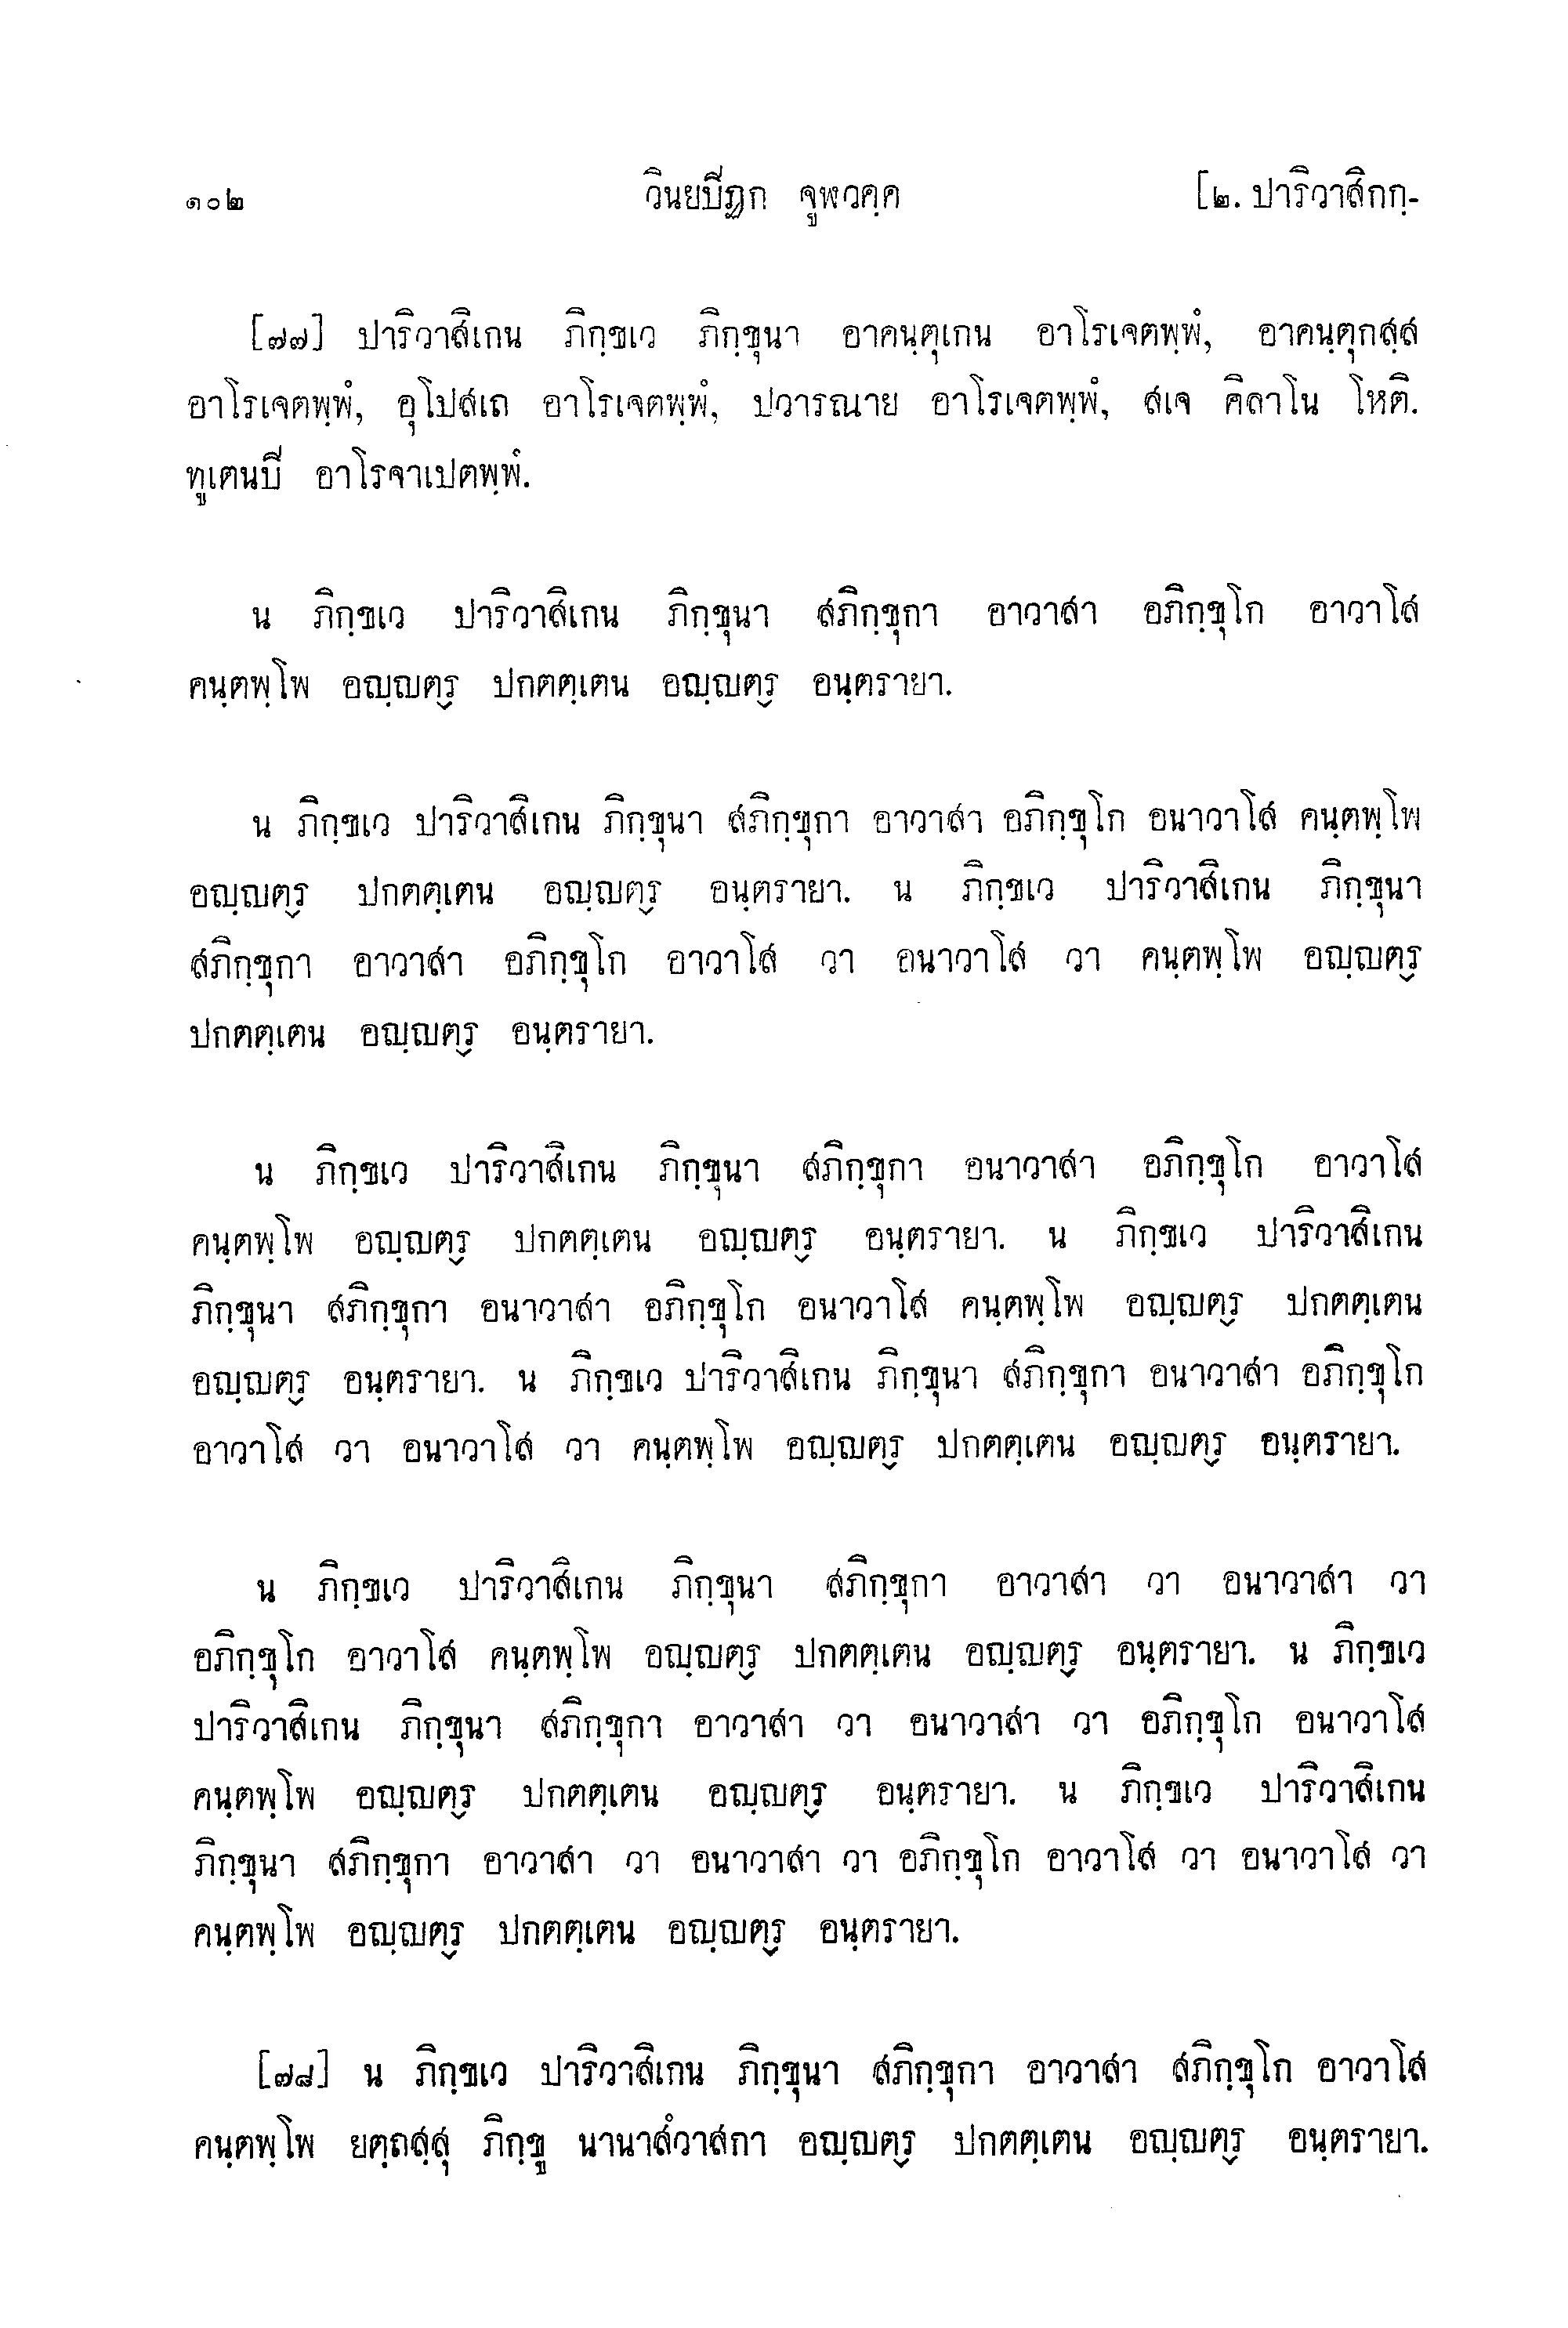 ๑๐๒ วินยปิฏก จูฬวคฺค [๒. ปาริวาสิกกฺ-
[๗๗] ปาริวาสิเกน ภิกฺขเว ภิกฺขุนา อาคนฺตุเกน อาโรเจตพฺพํ, อาคนฺตุกสฺส
อาโรเจตพฺพํ, อุโปสเถ อาโรเจตพฺพํ, ปวารณาย อาโรเจตพฺพํ, สเจ คิลาโน โหติ.
ทูเตนปิ อาโรจาเปตพฺพํ.
น ภิกฺขเว ปาริวาสิเกน ภิกฺขุนา สภิกฺขุกา อาวาสา อภิกฺขุโก อาวาโส
คนฺตพฺโพ อญฺญตฺร ปกตตฺเตน อญฺญตฺร อนฺตรายา.
น ภิกฺขเว ปาริวาสิเกน ภิกฺขุนา สภิกฺขุกา อาวาสา อภิกฺขุโก อนาวาโส คนฺตพฺโพ
อญฺญตฺร ปกตตฺเตน อญฺญตฺร อนฺตรายา. น ภิกฺขเว ปาริวาสิเกน ภิกฺขุนา
สภิกฺขุกา อาวาสา อภิกฺขุโก อาวาโส วา อนาวาโส วา คนฺตพฺโพ อญฺญตฺร
ปกตตฺเตน อญฺญตฺร อนฺตรายา.
น ภิกฺขเว ปาริวาสิเกน ภิกฺขุนา สภิกฺขุกา อนาวาสา อภิกฺขุโก อาวาโส
คนฺตพฺโพ อญฺญตฺร ปกตตฺเตน อญฺญตฺร อนฺตรายา. น ภิกฺขเว ปาริวาสิเกน
ภิกฺขุนา สภิกฺขุกา อนาวาสา อภิกฺขุโก อนาวาโส คนฺตพฺโพ อญฺญตฺร ปกตตฺเตน
อญฺญตฺร อนฺตรายา. น ภิกฺขเว ปาริวาสิเกน ภิกฺขุนา สภิกฺขุกา อนาวาสา อภิกฺขุโก
อาวาโส วา อนาวาโส วา คนฺตพฺโพ อญฺญตฺร ปกตตฺเตน อญฺญตฺร อนฺตรายา.
น ภิกฺขเว ปาริวาสิเกน ภิกฺขุนา สภิกฺขุกา อาวาสา วา อนาวาสา วา
อภิกฺขุโก อาวาโส คนฺตพฺโพ อญฺญตฺร ปกตตฺเตน อญฺญตฺร อนฺตรายา. น ภิกฺขเว
ปาริวาสิเกน ภิกฺขุนา สภิกฺขุกา อาวาสา วา อนาวาสา วา อภิกฺขุโก อนาวาโส
คนฺตพฺโพ อญฺญตฺร ปกตตฺเตน อญฺญตฺร อนฺตรายา. น ภิกฺขเว ปาริวาสิเกน
ภิกฺขุนา สภิกฺขุกา อาวาสา วา อนาวาสา วา อภิกฺขุโก อาวาโส วา อนาวาโส วา
คนฺตพฺโพ อญฺญตฺร ปกตตฺเตน อญฺญตฺร อนฺตรายา.
[๗๘] น ภิกฺขเว ปาริวาสิเกน ภิกฺขุนา สภิกฺขุกา อาวาสา สภิกฺขุโก อาวาโส
คนฺตพฺโพ ยตฺถสฺสุ ภิกฺขู นานาสํวาสกา อญฺญตฺร ปกตตฺเตน อญฺญตฺร อนฺตรายา.